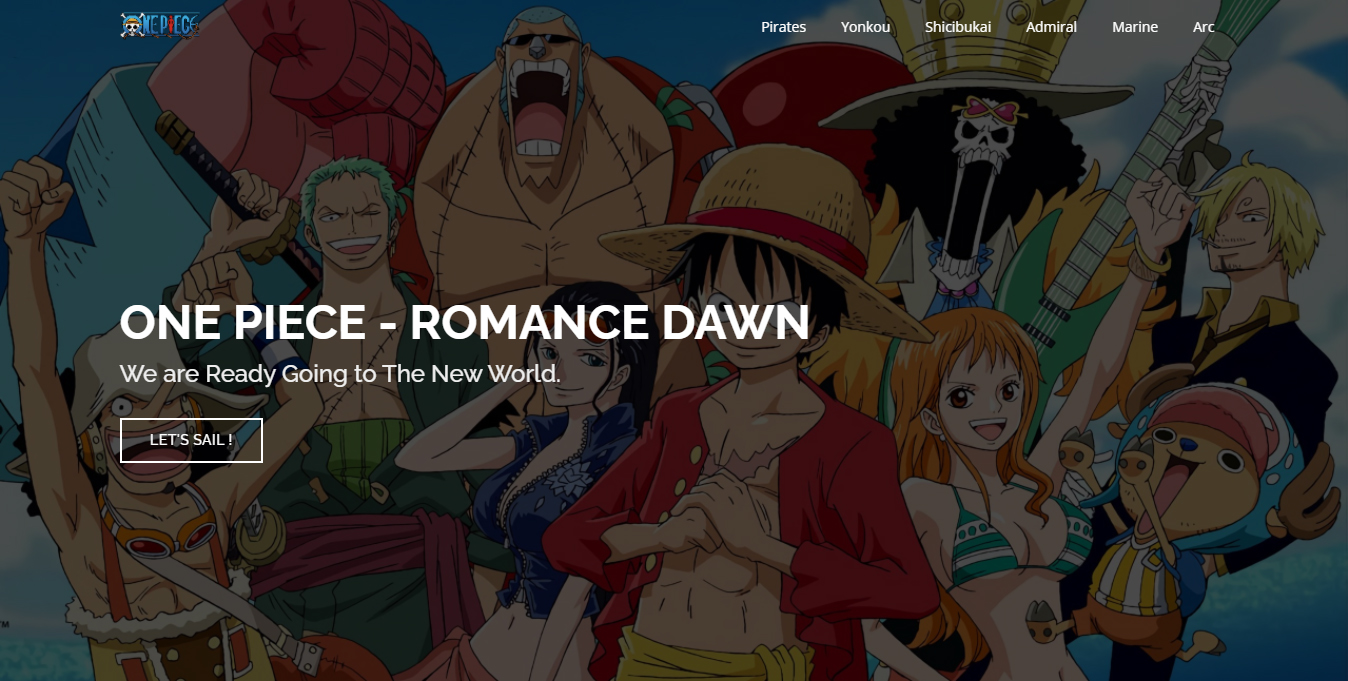 ONE PIECE
Pirates Yonkou Shicibukai Admiral Marine Arc
ONE PIECE - ROMANCE DAWN
We are Ready Going to The New World.
LET'S SAIL !
TM